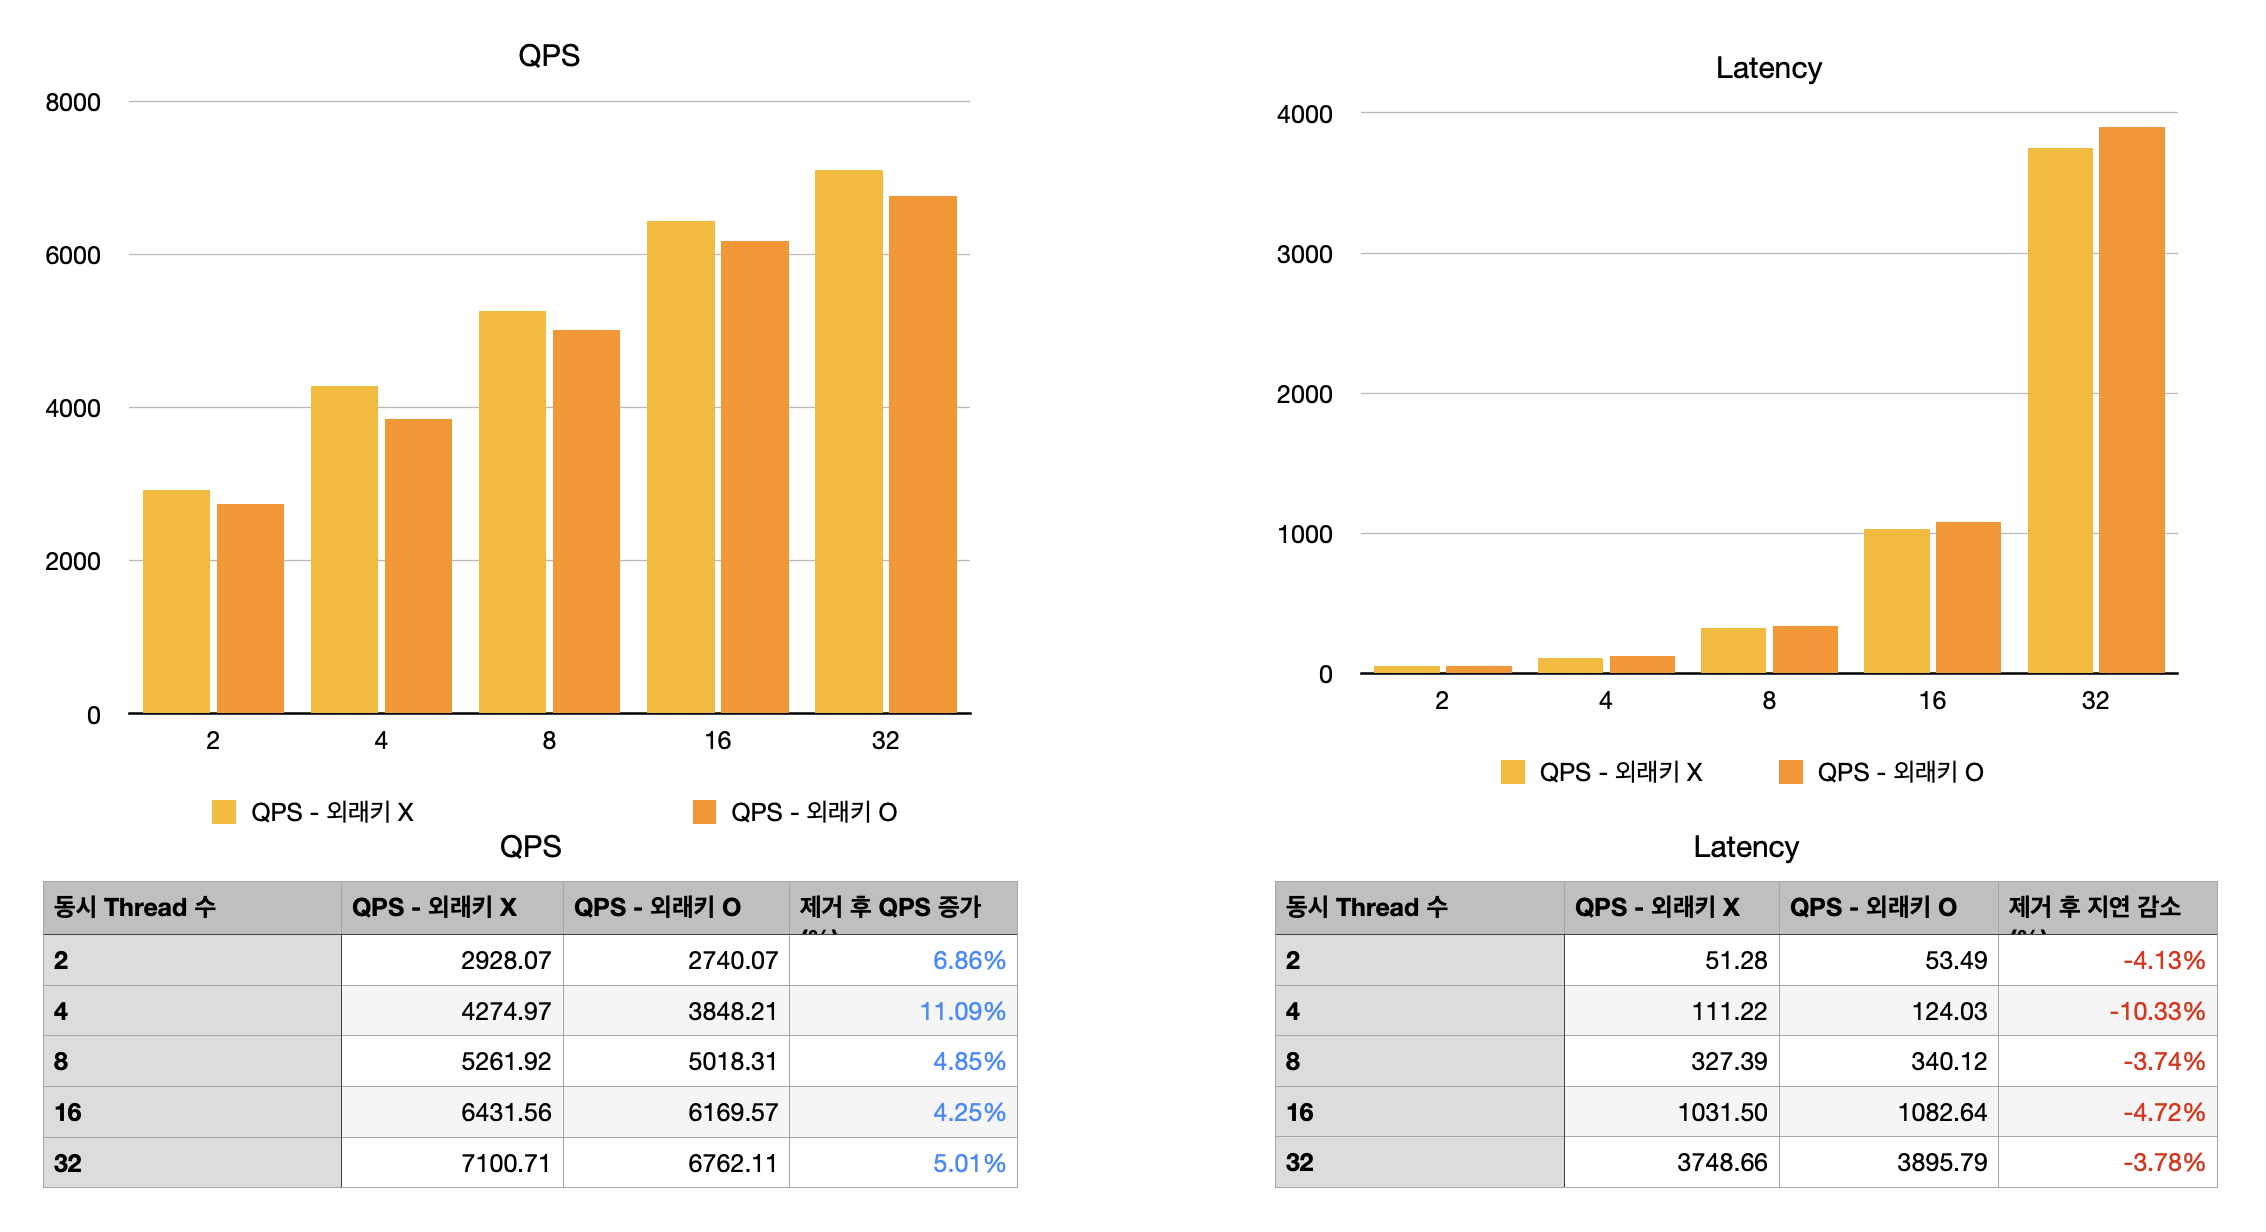 QPS
8000
6000
4000
2000
0
2 4 8 16 32
QPS - 외래키 X QPS - 외래키 O
Latency
4000
3000
2000
1000
0
2 4 8 16 32
QPS - 외래키 X QPS - 외래키 O
QPS
동시 Thread 수 QPS - 외래키 X QPS - 외래키 O 제거 후 QPS 증가
2 2928.07 2740.07 6.86%
4 4274.97 3848.21 11.09%
8 5261.92 5018.31 4.85%
16 6431.56 6169.57 4.25%
32 7100.71 6762.11 5.01%
Latency
동시 Thread 수 QPS - 외래키 X QPS - 외래키 O 제거 후 지연 감소
2 51.28 53.49 -4.13%
4 111.22 124.03 -10.33%
8 327.39 340.12 -3.74%
16 1031.50 1082.64 -4.72%
32 3748.66 3895.79 -3.78%